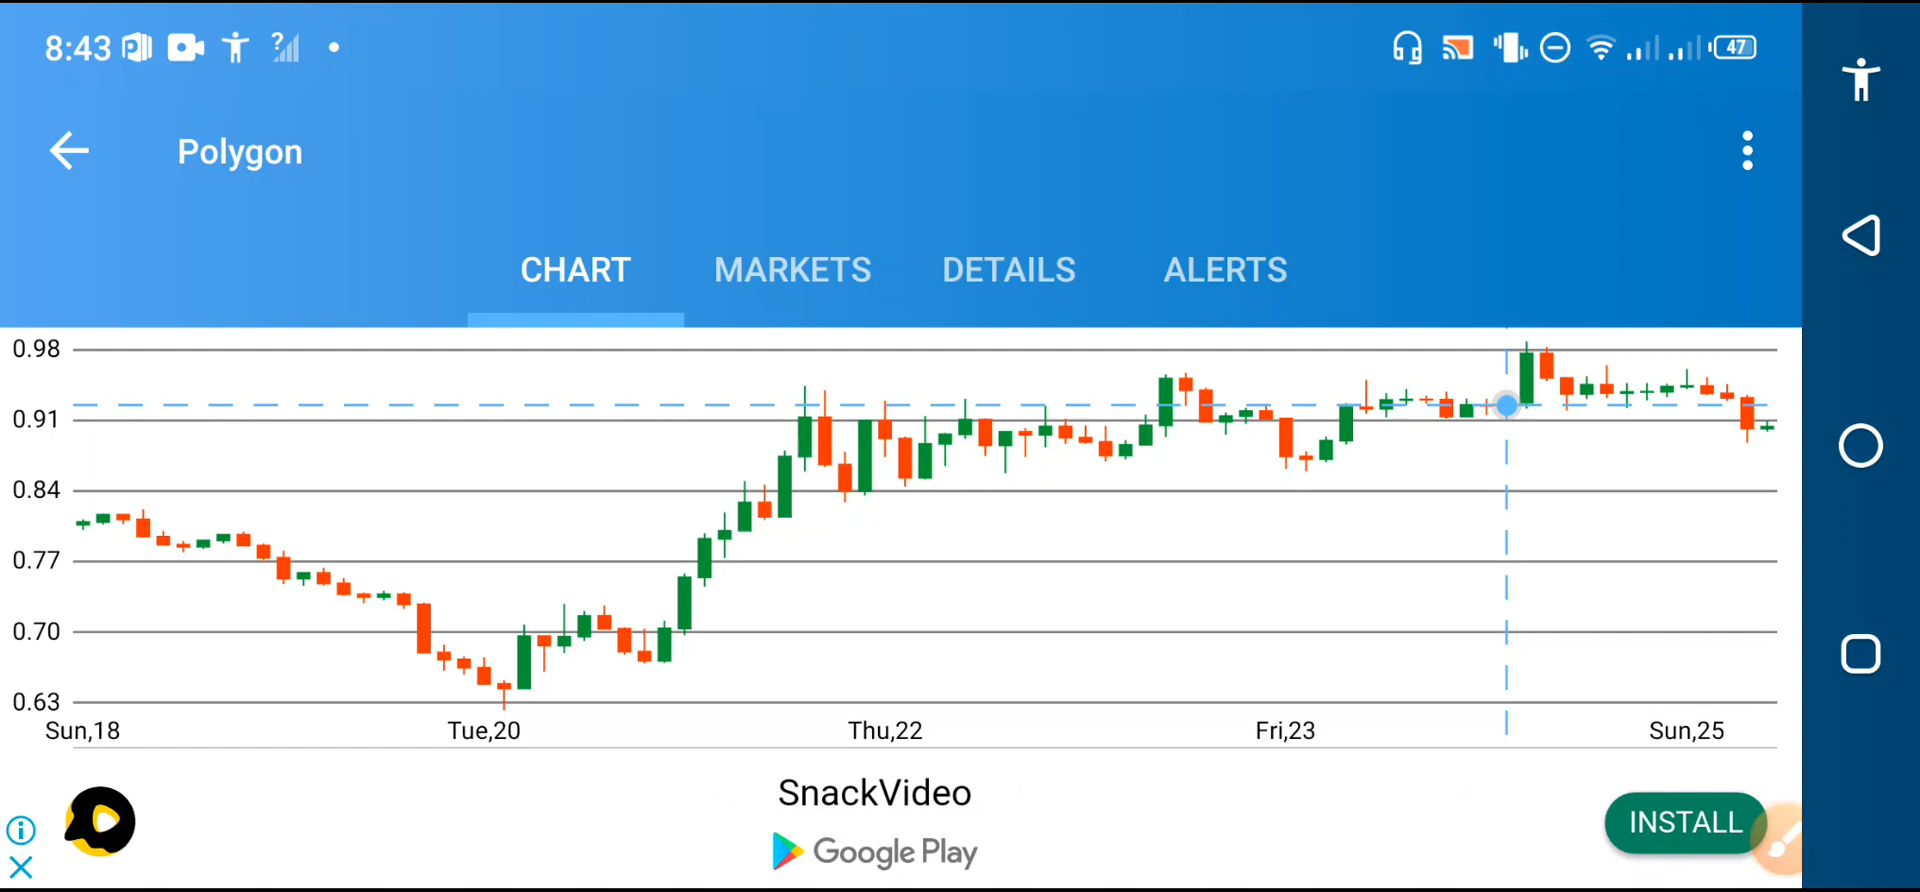 8:43 ? 47
Polygon
CHART MARKETS DETAILS ALERTS
0.98
0.91
0.84
0.77
0.70
0.63
Sun,18 Tue,20 Thu,22 Fri,23 Sun,25
SnackVideo
Google Play
INSTALL